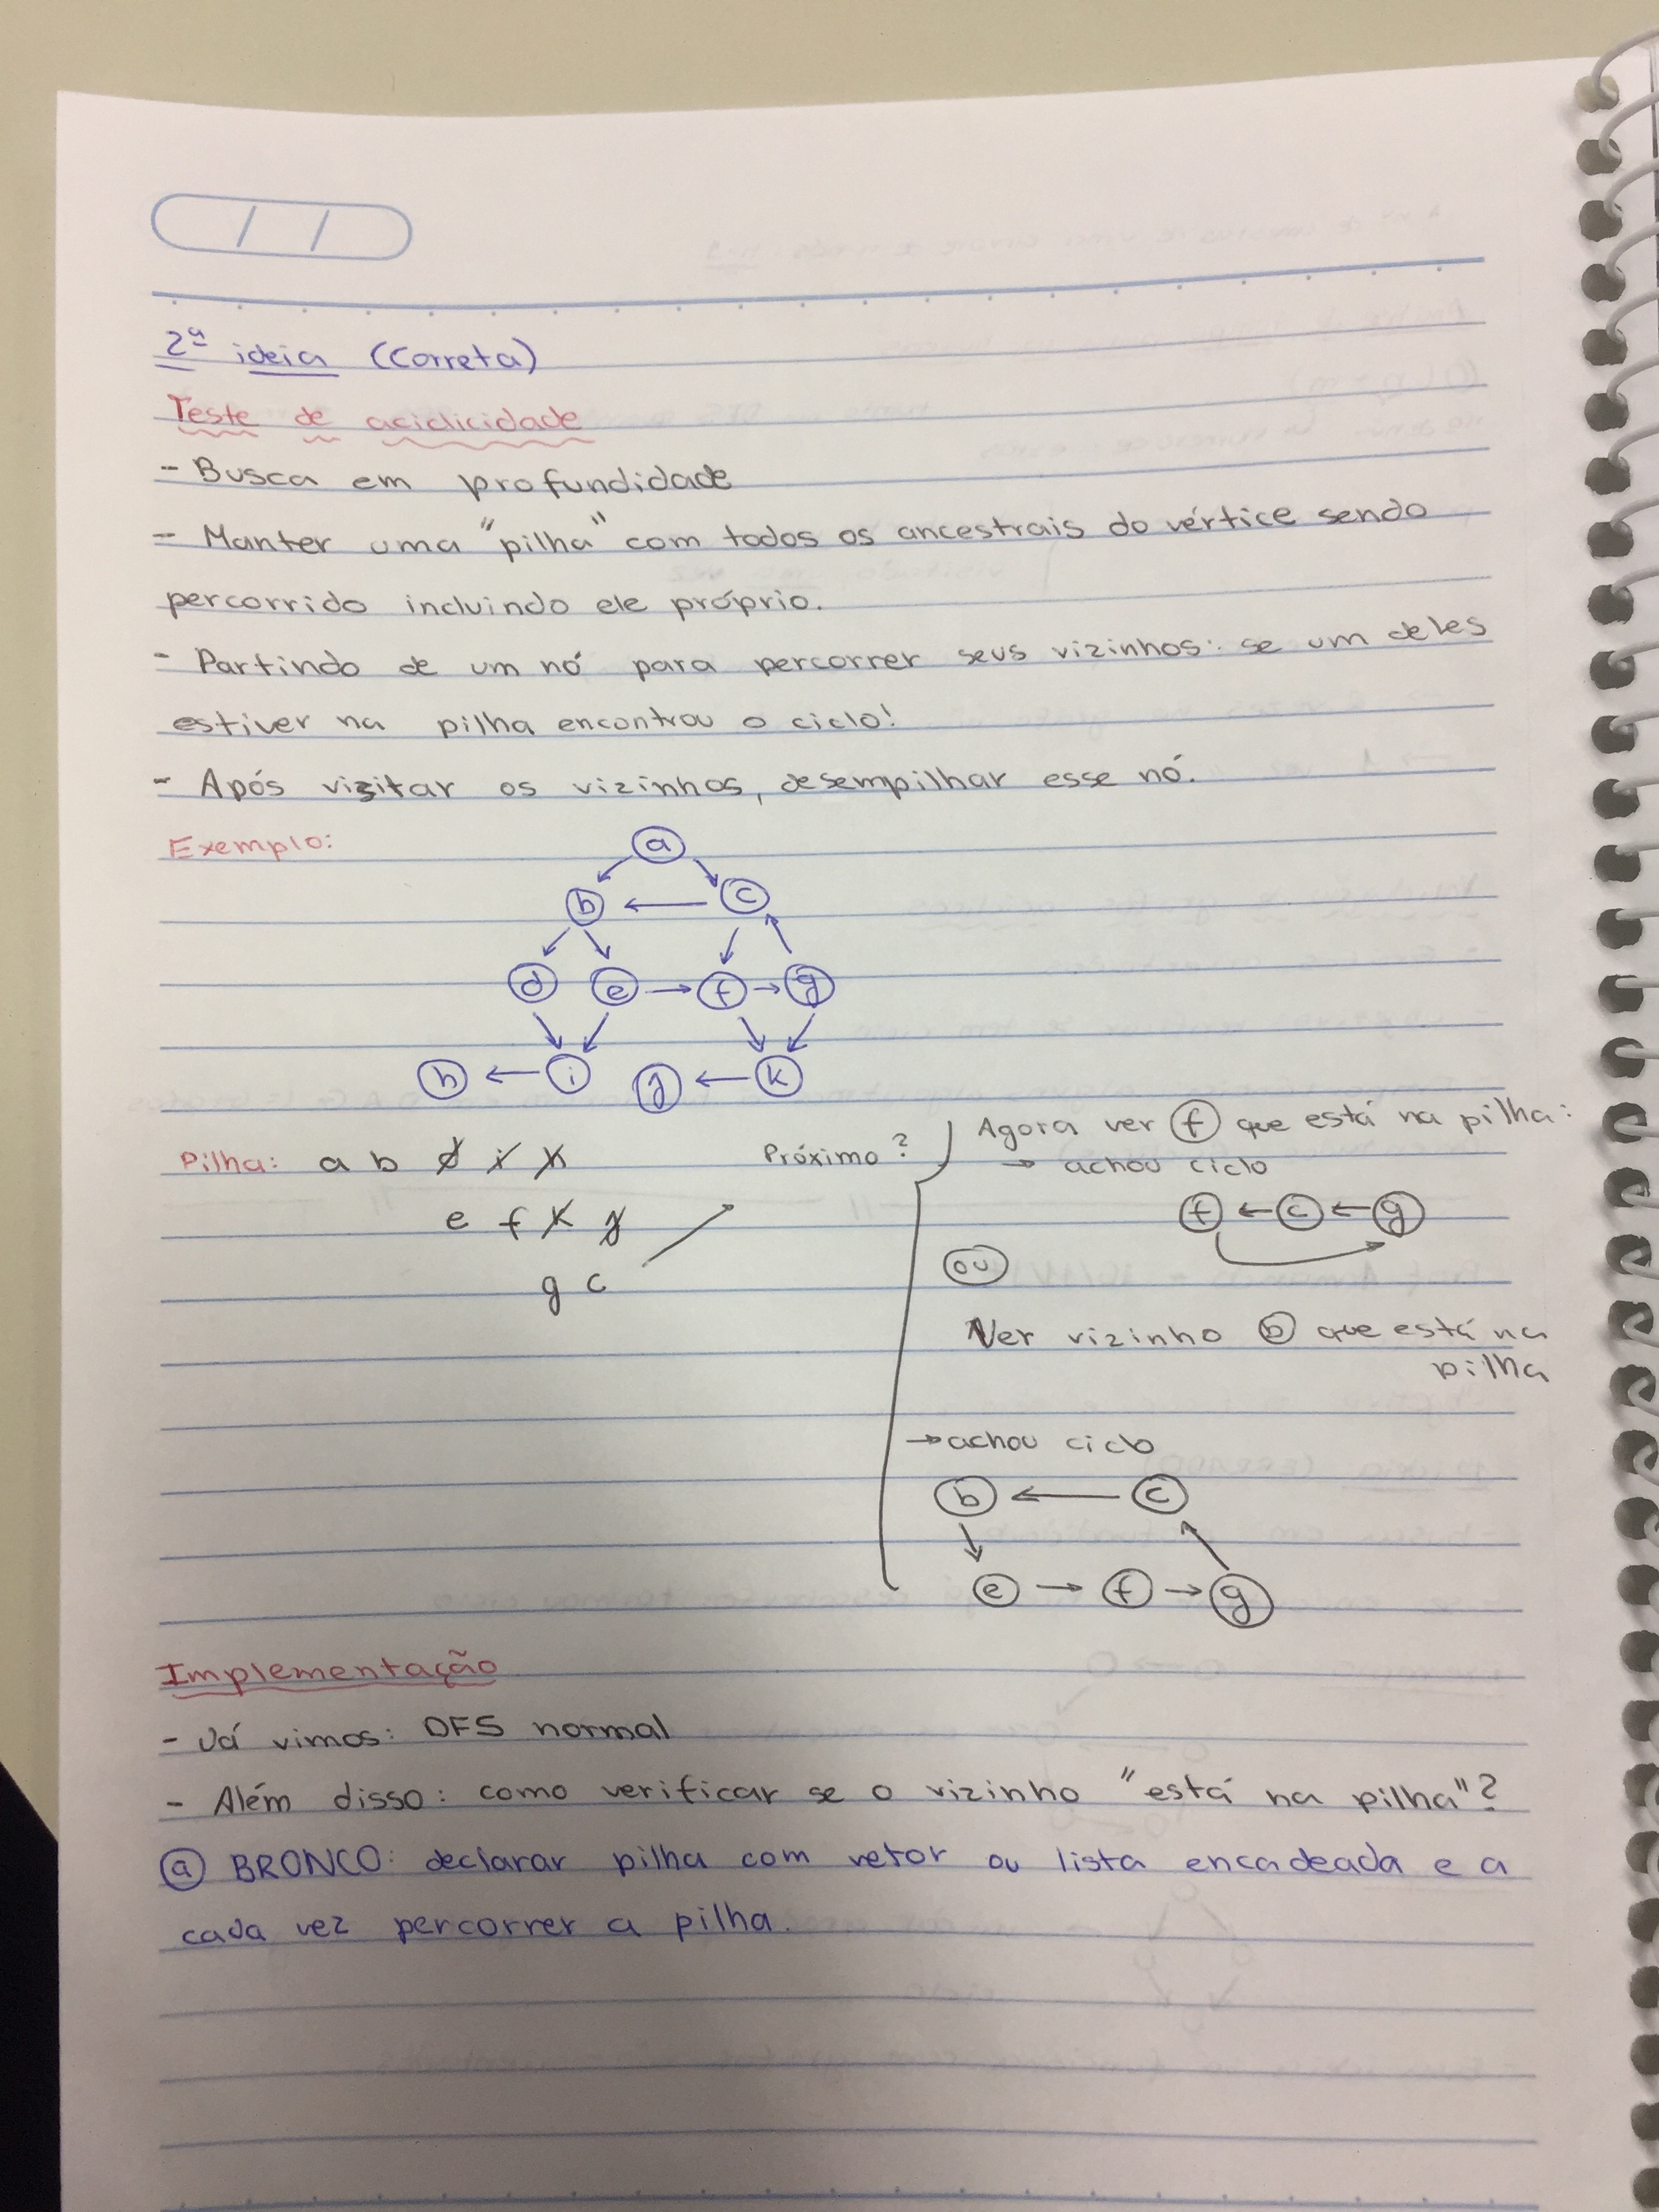 2ª ideia (Correta)
Teste de aciclicidade
- Busca em profundidade
- Manter uma "pilha" com todos os ancestrais do vértice sendo
percorrido incluindo ele próprio.
- Partindo de um nó para percorrer seus vizinhos: se um deles
estiver na pilha encontrou o ciclo!
- Após visitar os vizinhos, desempilhar esse nó.
Exemplo:
a
b ← c
d e → f → g
h ← i j ← k
Pilha: a b d i h
e f k j
g c
Próximo?
Agora ver f que está na pilha:
→ achou ciclo
f ← c ← g
ou
Ver vizinho b que está na
pilha
→ achou ciclo
b ← c
e → f → g
Implementação
- Já vimos: DFS normal
- Além disso: como verificar se o vizinho "está na pilha"?
a BRONCO: declarar pilha com vetor ou lista encadeada e a
cada vez percorrer a pilha.